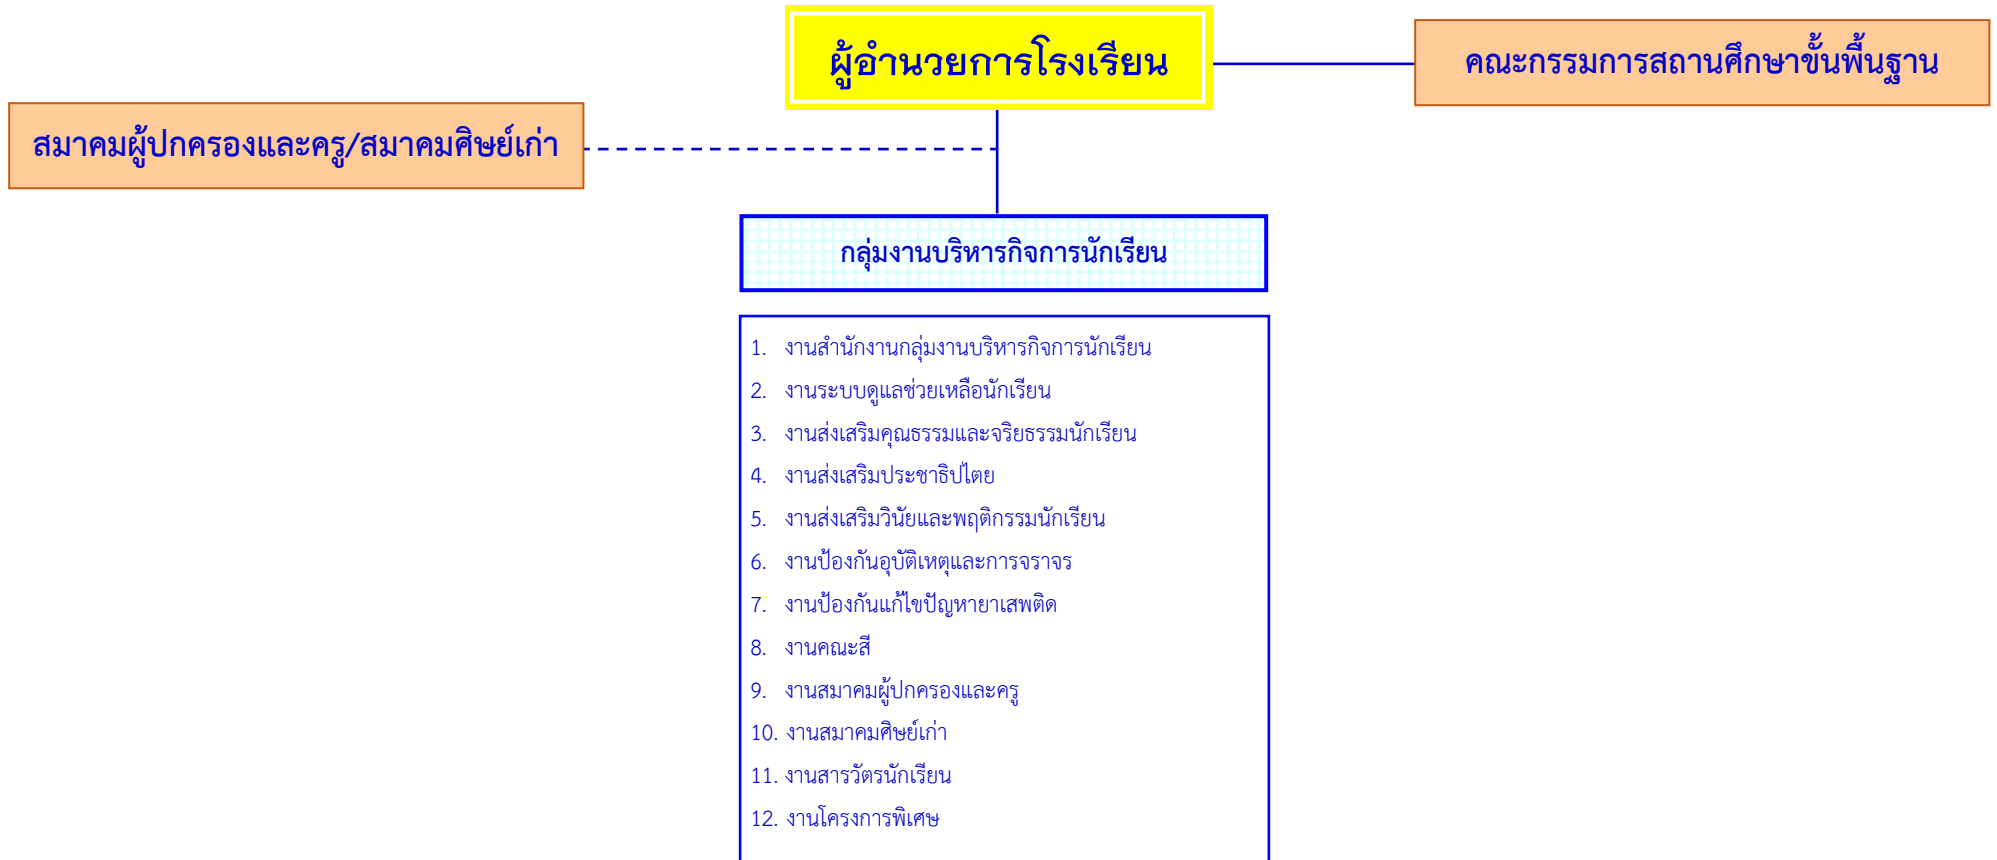 ผู้อำนวยการโรงเรียน
คณะกรรมการสถานศึกษาขั้นพื้นฐาน
สมาคมผู้ปกครองและครู/สมาคมศิษย์เก่า
กลุ่มงานบริหารกิจการนักเรียน
1. งานสำนักงานกลุ่มงานบริหารกิจการนักเรียน
2. งานระบบดูแลช่วยเหลือนักเรียน
3. งานส่งเสริมคุณธรรมและจริยธรรมนักเรียน
4. งานส่งเสริมประชาธิปไตย
5. งานส่งเสริมวินัยและพฤติกรรมนักเรียน
6. งานป้องกันอุบัติเหตุและการจราจร
7. งานป้องกันแก้ไขปัญหายาเสพติด
8. งานคณะสี
9. งานสมาคมผู้ปกครองและครู
10. งานสมาคมศิษย์เก่า
11. งานสารวัตรนักเรียน
12. งานโครงการพิเศษ